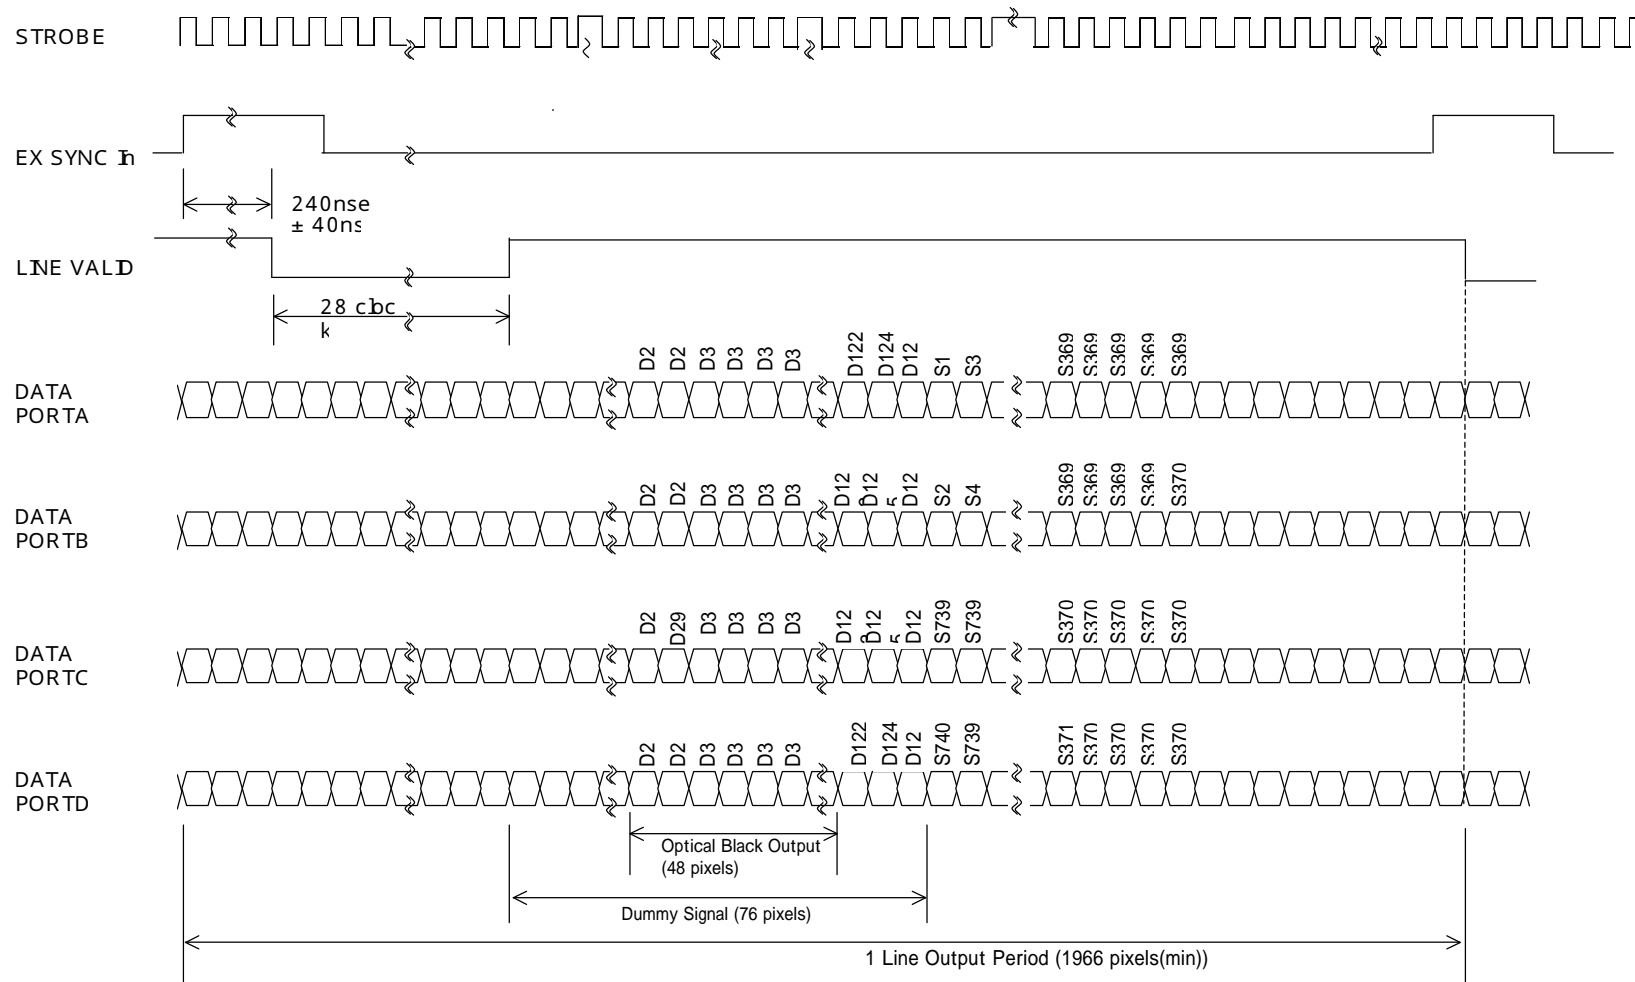 STROBE
EX SYNC In
240nse
± 40ns
LINE VALID
28 cloc
k
D2 D2 D3 D3 D3 D3 D122 D124 D12 S1 S3 S369 S369 S369 S369 S369
DATA
PORTA
D2 D2 D3 D3 D3 D3 D12 D12 D12 S2 S4 S369 S369 S369 S369 S370
DATA
PORTB
D2 D29 D3 D3 D3 D3 D12 D12 D12 S739 S739 S370 S370 S370 S370 S370
DATA
PORTC
D2 D2 D3 D3 D3 D3 D122 D124 D12 S740 S739 S371 S370 S370 S370 S370
DATA
PORTD
Optical Black Output
(48 pixels)
Dummy Signal (76 pixels)
1 Line Output Period (1966 pixels(min))